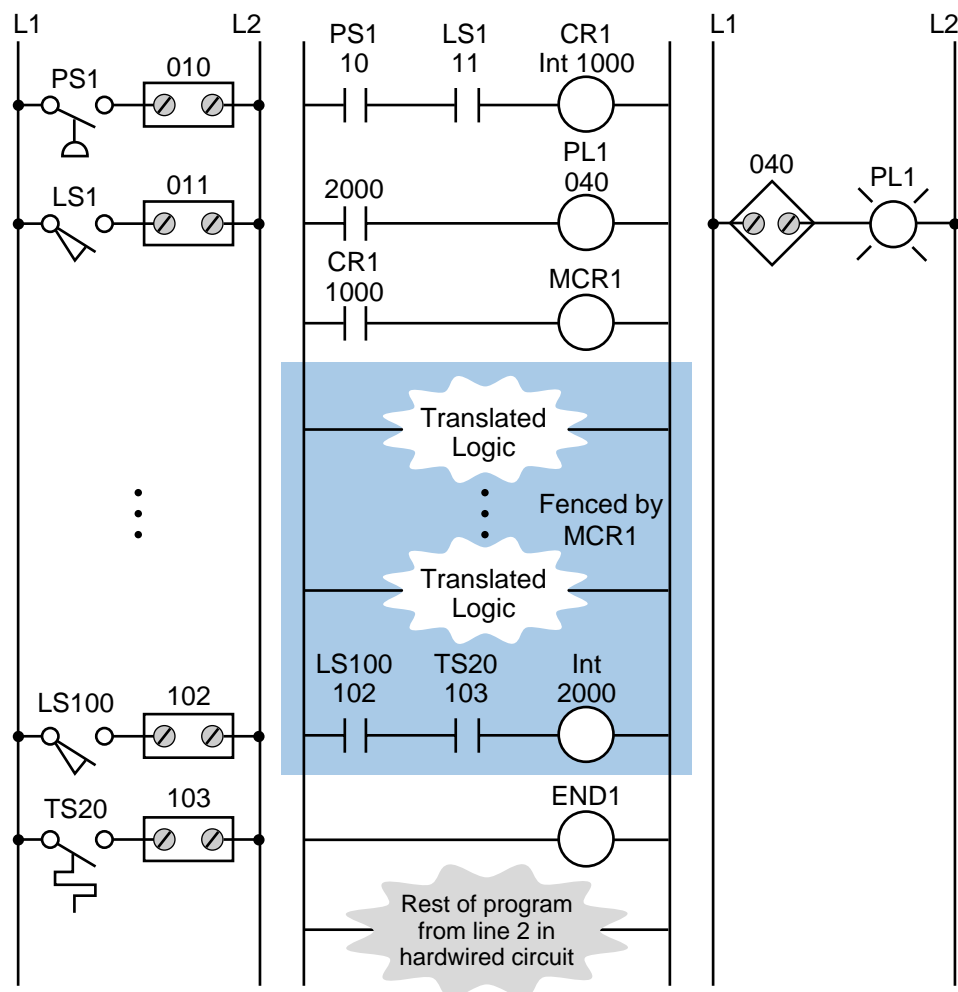 L1 L2 PS1 LS1 CR1 L1 L2
10 11 Int 1000
PS1 010
PL1
040
LS1 011 2000 040 PL1
CR1
1000 MCR1
Translated
Logic
Fenced by
MCR1
Translated
Logic
LS100 TS20 Int
102 103 2000
LS100 102
END1
TS20 103
Rest of program
from line 2 in
hardwired circuit